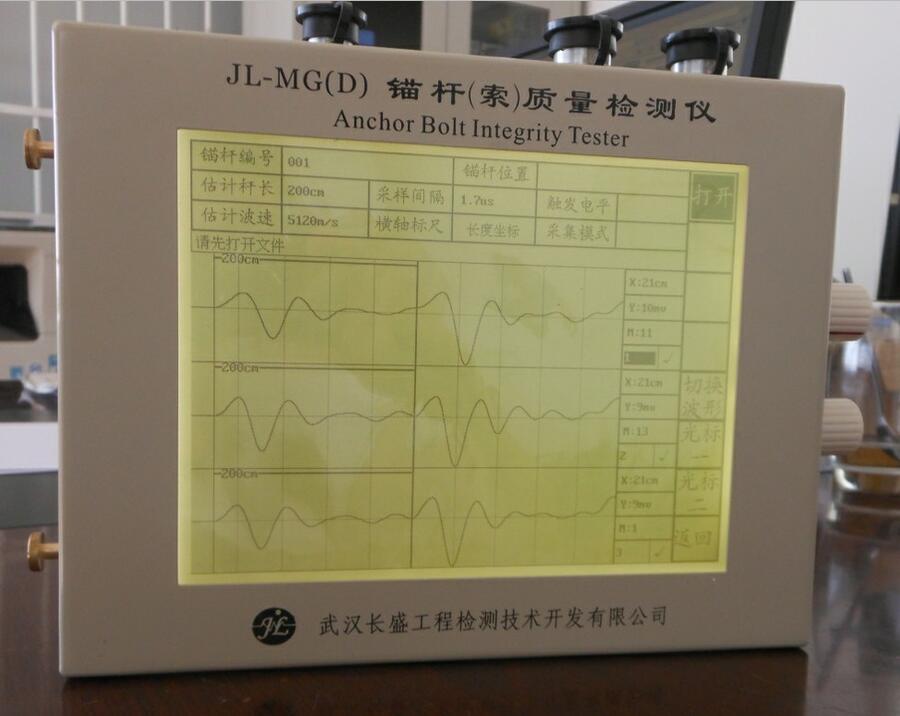 JL-MG(D) 锚杆(索)质量检测仪
Anchor Bolt Integrity Tester
锚杆编号 001 锚杆位置
打开
估计杆长 200cm 采样间隔 1.7us 触发电平
估计波速 5120m/s 横轴标尺 长度坐标 采集模式
请先打开文件
200cm
X:21cm
Y:10mv
M:11
1 ✓
200cm
X:21cm
切换
Y:9mv
波形
M:13
光标
2 ✓
一
200cm
X:21cm
光标
Y:9mv
二
M:1
返回
3 ✓
JL 武汉长盛工程检测技术开发有限公司